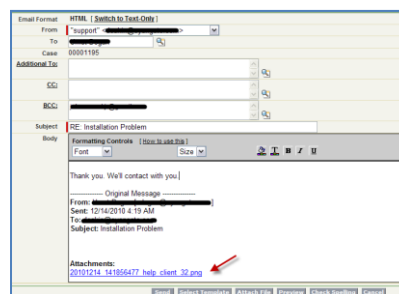 Email Format HTML [Switch to Text-Only]
From "support" <
To
Case 00001195
Additional To:
CC:
BCC:
Subject RE: Installation Problem
Body Formatting Controls [How to use this]
Font Size B I U
Thank you. We'll contact with you.
-------------- Original Message --------------
From:
Sent: 12/14/2010 4:19 AM
To:
Subject: Installation Problem
Attachments:
20101214_141856477_help_client_32.png
Send Select Template Attach File Preview Check Spelling Cancel